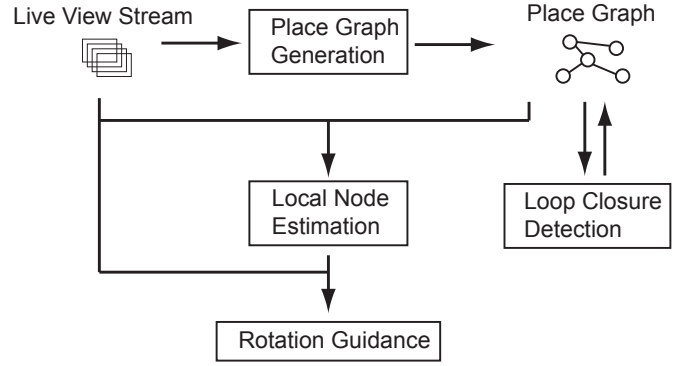 Live View Stream
Place Graph
Generation
Place Graph
Local Node
Estimation
Loop Closure
Detection
Rotation Guidance